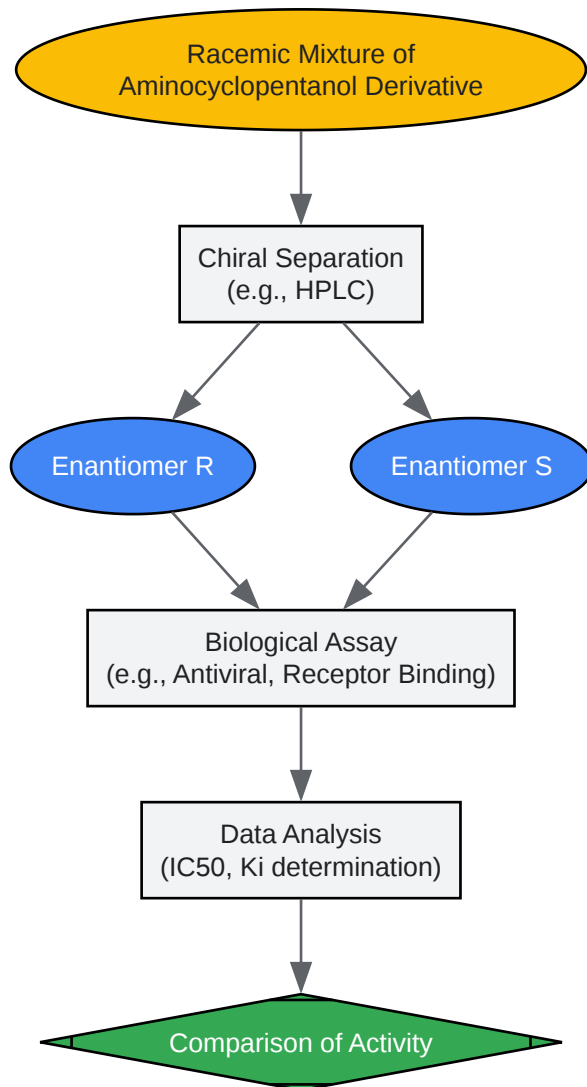 Racemic Mixture of
Aminocyclopentanol Derivative
Chiral Separation
(e.g., HPLC)
Enantiomer R
Enantiomer S
Biological Assay
(e.g., Antiviral, Receptor Binding)
Data Analysis
(IC50, Ki determination)
Comparison of Activity